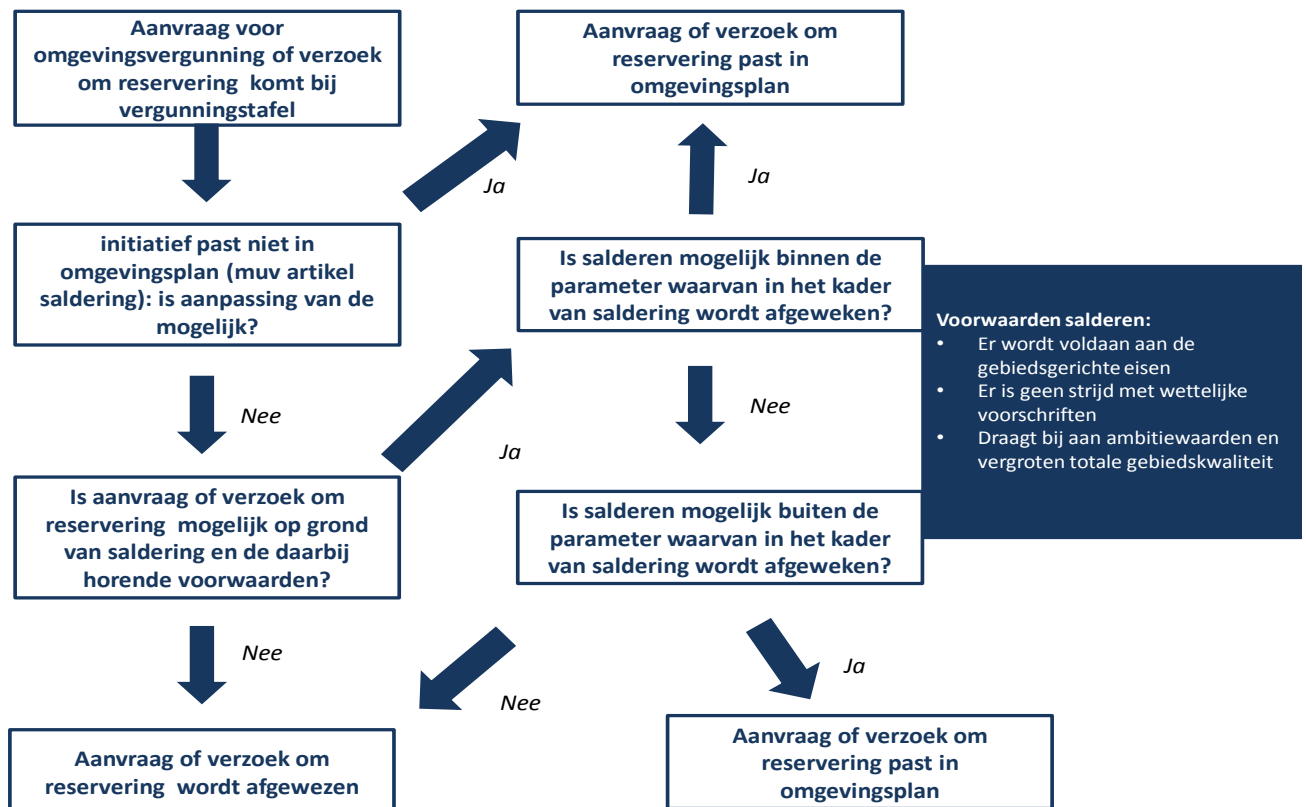 Aanvraag voor
omgevingsvergunning of verzoek
om reservering komt bij
vergunningstafel
Aanvraag of verzoek om
reservering past in
omgevingsplan
Ja
Ja
initiatief past niet in
omgevingsplan (muv artikel
saldering): is aanpassing van de
mogelijk?
Is salderen mogelijk binnen de
parameter waarvan in het kader
van saldering wordt afgeweken?
Voorwaarden salderen:
• Er wordt voldaan aan de
gebiedsgerichte eisen
• Er is geen strijd met wettelijke
voorschriften
• Draagt bij aan ambitiewaarden en
vergroten totale gebiedskwaliteit
Nee
Ja
Nee
Is aanvraag of verzoek om
reservering mogelijk op grond
van saldering en de daarbij
horende voorwaarden?
Is salderen mogelijk buiten de
parameter waarvan in het kader
van saldering wordt afgeweken?
Nee
Nee
Ja
Aanvraag of verzoek om
reservering wordt afgewezen
Aanvraag of verzoek om
reservering past in
omgevingsplan